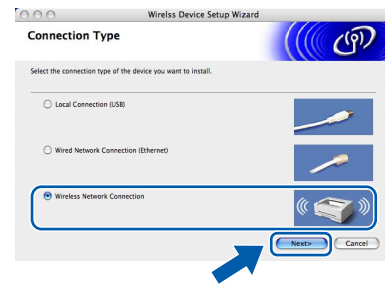 Wirelss Device Setup Wizard
Connection Type
Select the connection type of the device you want to install.
Local Connection (USB)
Wired Network Connection (Ethernet)
Wireless Network Connection
Next> Cancel